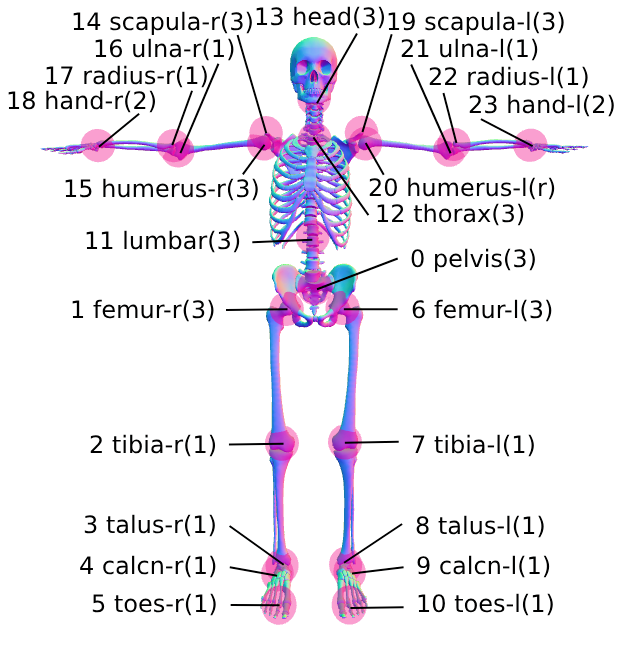 14 scapula-r(3)
13 head(3)
19 scapula-l(3)
16 ulna-r(1)
21 ulna-l(1)
17 radius-r(1)
22 radius-l(1)
18 hand-r(2)
23 hand-l(2)
15 humerus-r(3)
20 humerus-l(r)
12 thorax(3)
11 lumbar(3)
0 pelvis(3)
1 femur-r(3)
6 femur-l(3)
2 tibia-r(1)
7 tibia-l(1)
3 talus-r(1)
8 talus-l(1)
4 calcn-r(1)
9 calcn-l(1)
5 toes-r(1)
10 toes-l(1)